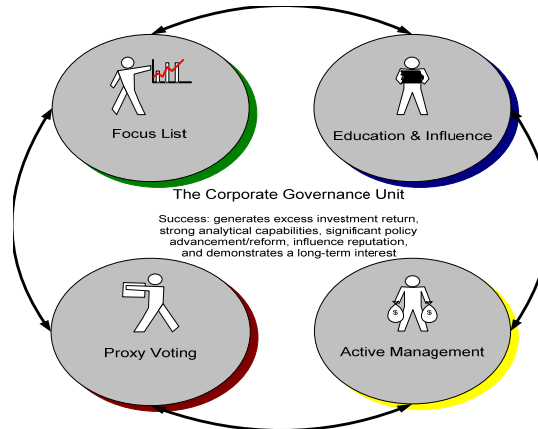 Focus List
Education & Influence
The Corporate Governance Unit
Success: generates excess investment return,
strong analytical capabilities, significant policy
advancement/reform, influence reputation,
and demonstrates a long-term interest
Proxy Voting
$ $
Active Management